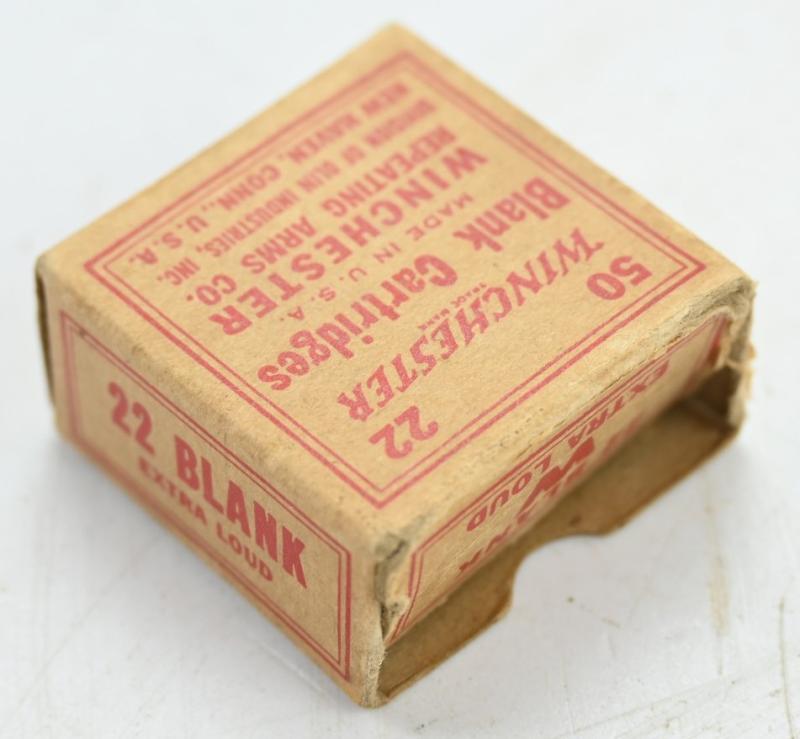 50 22
WINCHESTER
TRADE MARK
Blank Cartridges
MADE IN U.S.A.
WINCHESTER
REPEATING ARMS CO.
DIVISION OF OLIN INDUSTRIES, INC.
NEW HAVEN, CONN., U.S.A.
22 BLANK
EXTRA LOUD
EXTRA LOUD
W
NK